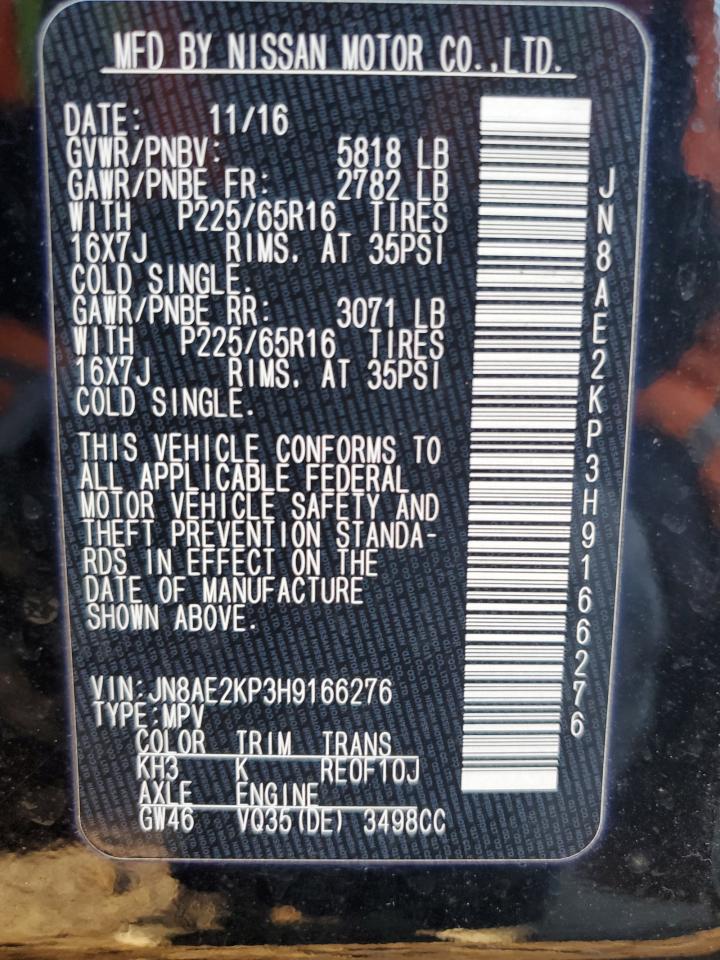 MFD BY NISSAN MOTOR CO.,LTD.
DATE: 11/16
GVWR/PNBV: 5818 LB
GAWR/PNBE FR: 2782 LB
WITH P225/65R16 TIRES
16X7J RIMS. AT 35PSI
COLD SINGLE.
GAWR/PNBE RR: 3071 LB
WITH P225/65R16 TIRES
16X7J RIMS. AT 35PSI
COLD SINGLE.
THIS VEHICLE CONFORMS TO
ALL APPLICABLE FEDERAL
MOTOR VEHICLE SAFETY AND
THEFT PREVENTION STANDA-
RDS IN EFFECT ON THE
DATE OF MANUFACTURE
SHOWN ABOVE.
VIN:JN8AE2KP3H9166276
TYPE:MPV
COLOR TRIM TRANS
KH3 K RE0F10J
AXLE ENGINE
GW46 VQ35(DE) 3498CC
JN8AE2KP3H9166276